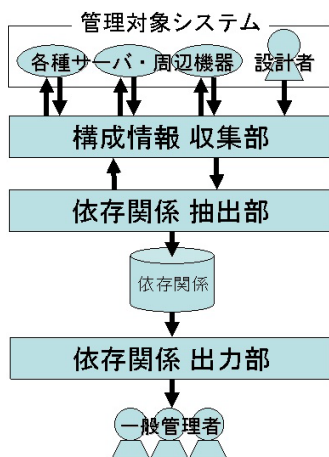 管理対象システム
各種サーバ・周辺機器
設計者
構成情報 収集部
依存関係 抽出部
依存関係
依存関係 出力部
一般管理者